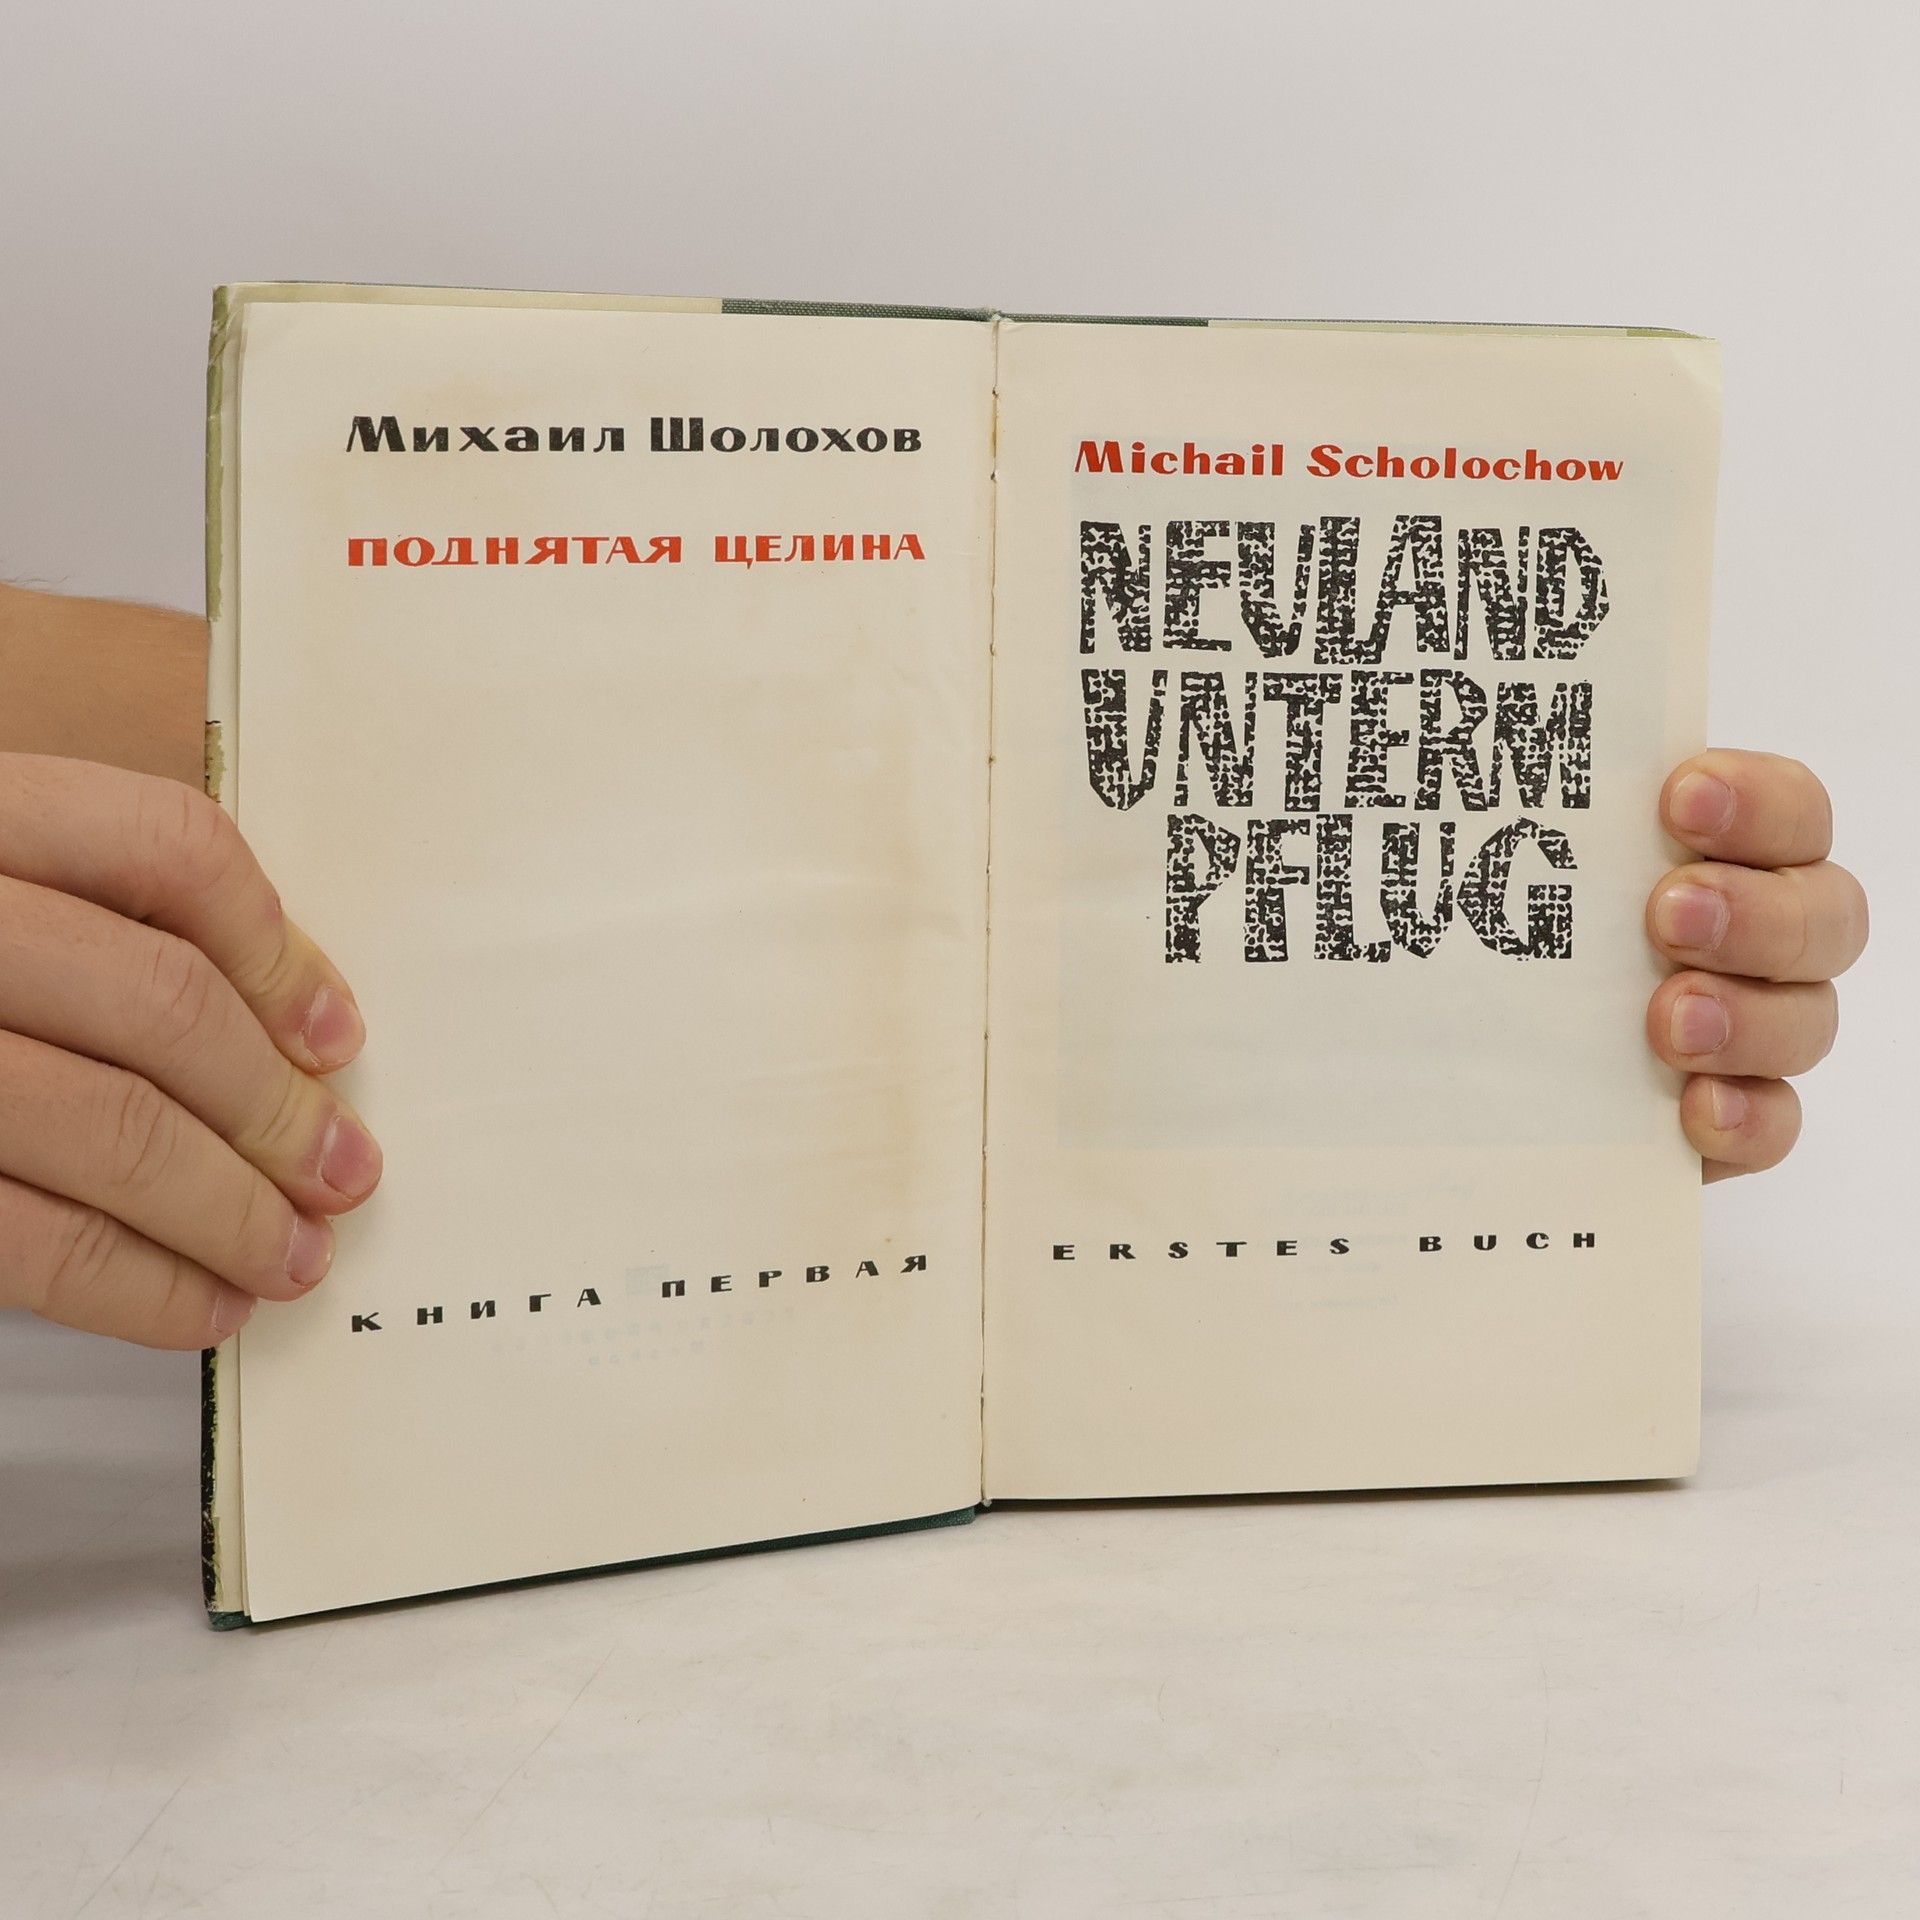 Михаил Шолохов
ПОДНЯТАЯ ЦЕЛИНА
КНИГА ПЕРВАЯ
Michail Scholochow
NEULAND
UNTERM
PFLUG
ERSTES BUCH